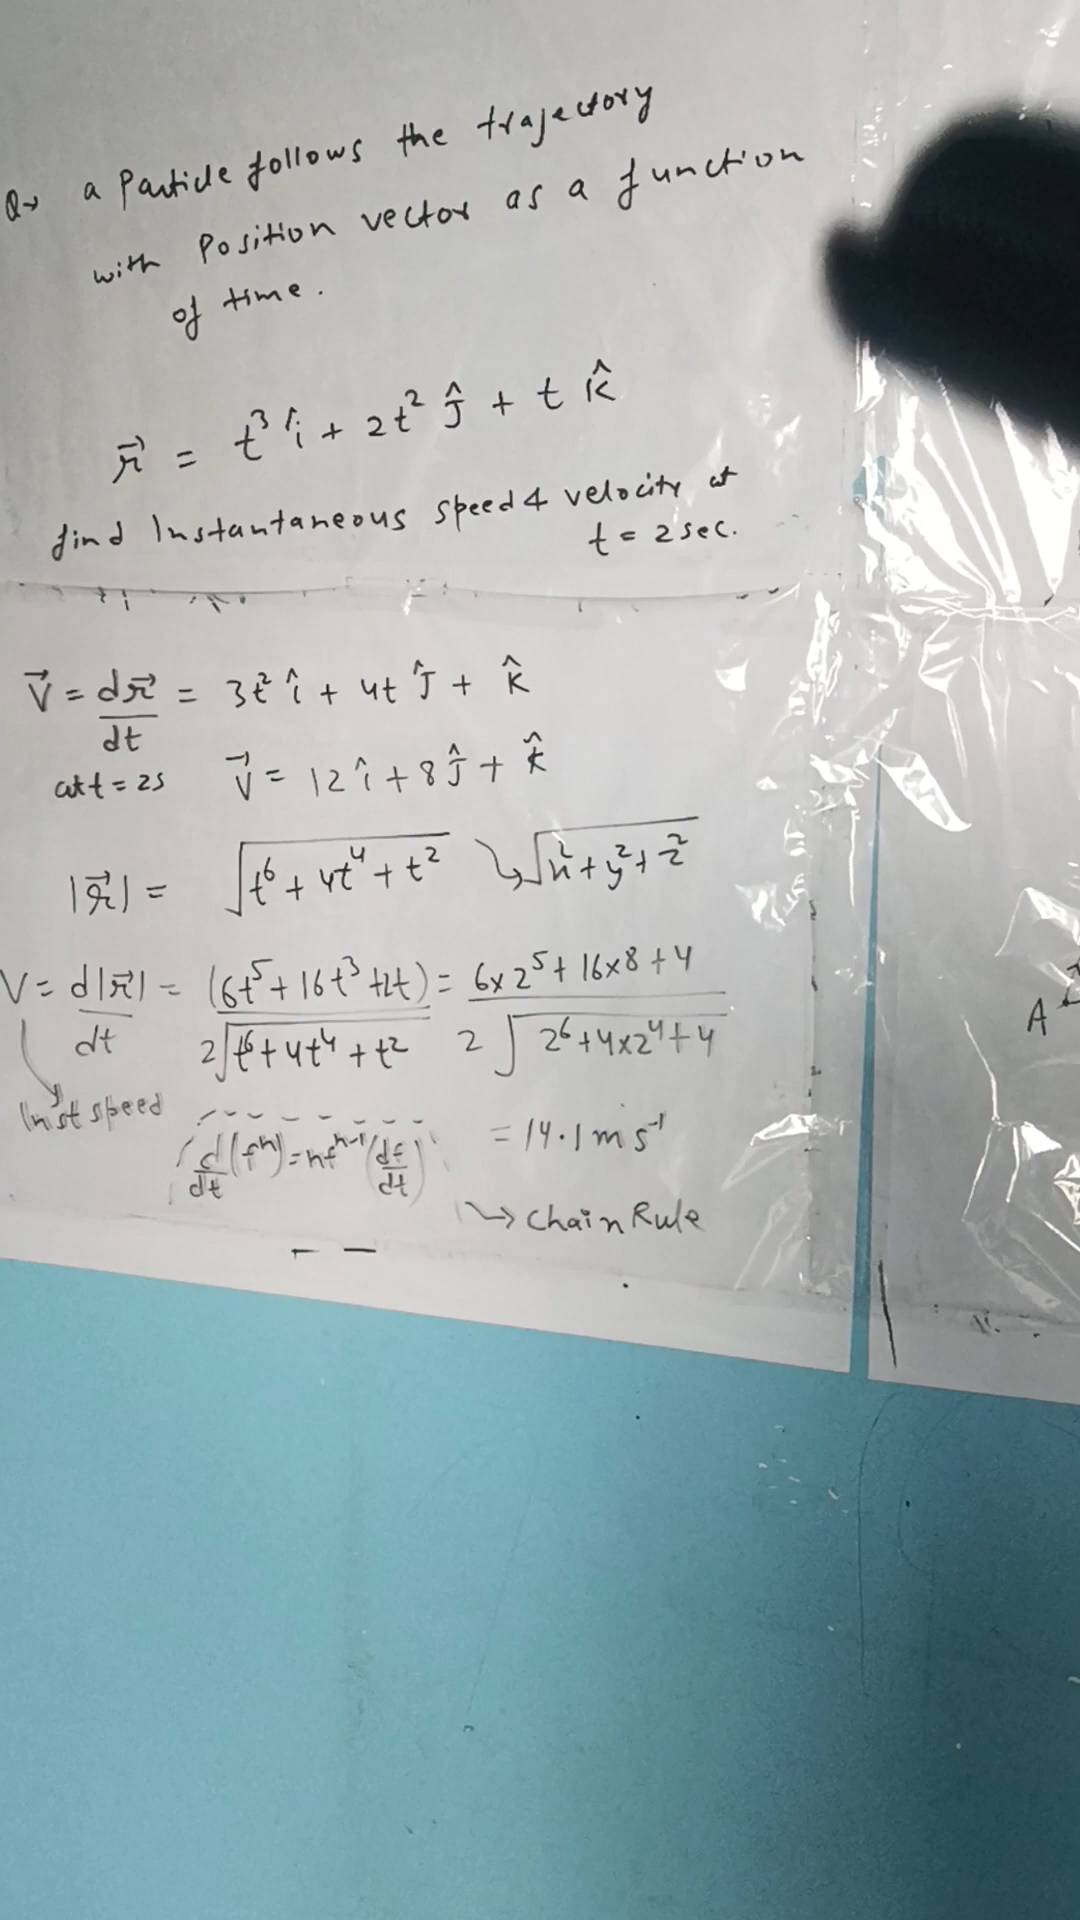 Q→ a Particle follows the trajectory
with Position vector as a function
of time.
r⃗ = t³ î + 2t² ĵ + t k̂
find Instantaneous speed & velocity at
t = 2 sec.
V⃗ = dr⃗/dt = 3t² î + 4t ĵ + k̂
at t = 2s V⃗ = 12 î + 8 ĵ + k̂
|r⃗| = √(t⁶ + 4t⁴ + t²) ↘ √(x² + y² + z²)
V = d|r⃗|/dt = (6t⁵ + 16t³ + 2t)/(2√(t⁶ + 4t⁴ + t²)) = (6×2⁵ + 16×8 + 4)/(2√(2⁶ + 4×2⁴ + 4))
Inst speed
= 14.1 m s⁻¹
d/dt (fⁿ) = nfⁿ⁻¹ (df/dt)
↳ Chain Rule
A